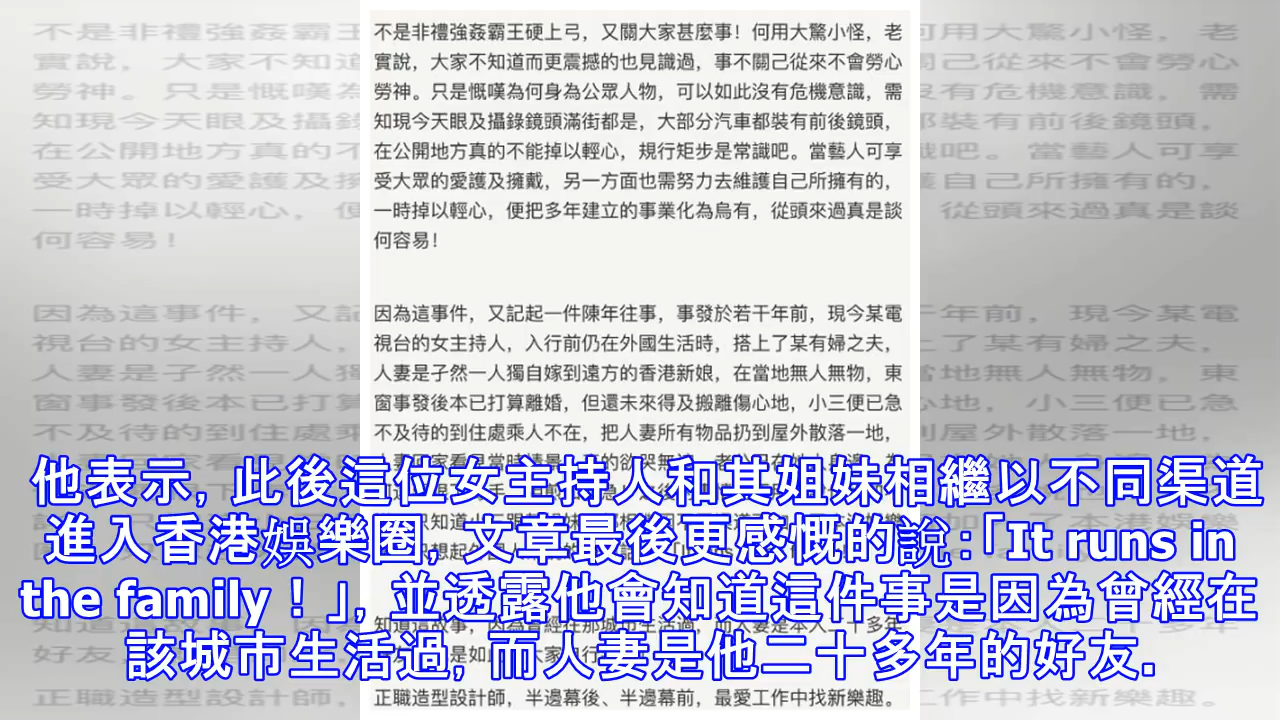 不是非禮強姦霸王硬上弓，又關大家甚麼事！何用大驚小怪，老
實說，大家不知道而更震撼的也見識過，事不關己從來不會勞心
勞神。只是慨嘆為何身為公眾人物，可以如此沒有危機意識，需
知現今天眼及攝錄鏡頭滿街都是，大部分汽車都裝有前後鏡頭，
在公開地方真的不能掉以輕心，規行矩步是常識吧。當藝人可享
受大眾的愛護及擁戴，另一方面也需努力去維護自己所擁有的，
一時掉以輕心，便把多年建立的事業化為烏有，從頭來過真是談
何容易！
因為這事件，又記起一件陳年往事，事發於若干年前，現今某電
視台的女主持人，入行前仍在外國生活時，搭上了某有婦之夫，
人妻是孑然一人獨自嫁到遠方的香港新娘，在當地無人無物，東
窗事發後本已打算離婚，但還未來得及搬離傷心地，小三便已急
不及待的到住處乘人不在，把人妻所有物品扔到屋外散落一地，
他表示, 此後這位女主持人和其姐妹相繼以不同渠道
進入香港娛樂圈, 文章最後更感慨的說:「It runs in
the family！」, 並透露他會知道這件事是因為曾經在
該城市生活過, 而人妻是他二十多年的好友.
正職造型設計師，半邊幕後、半邊幕前，最愛工作中找新樂趣。